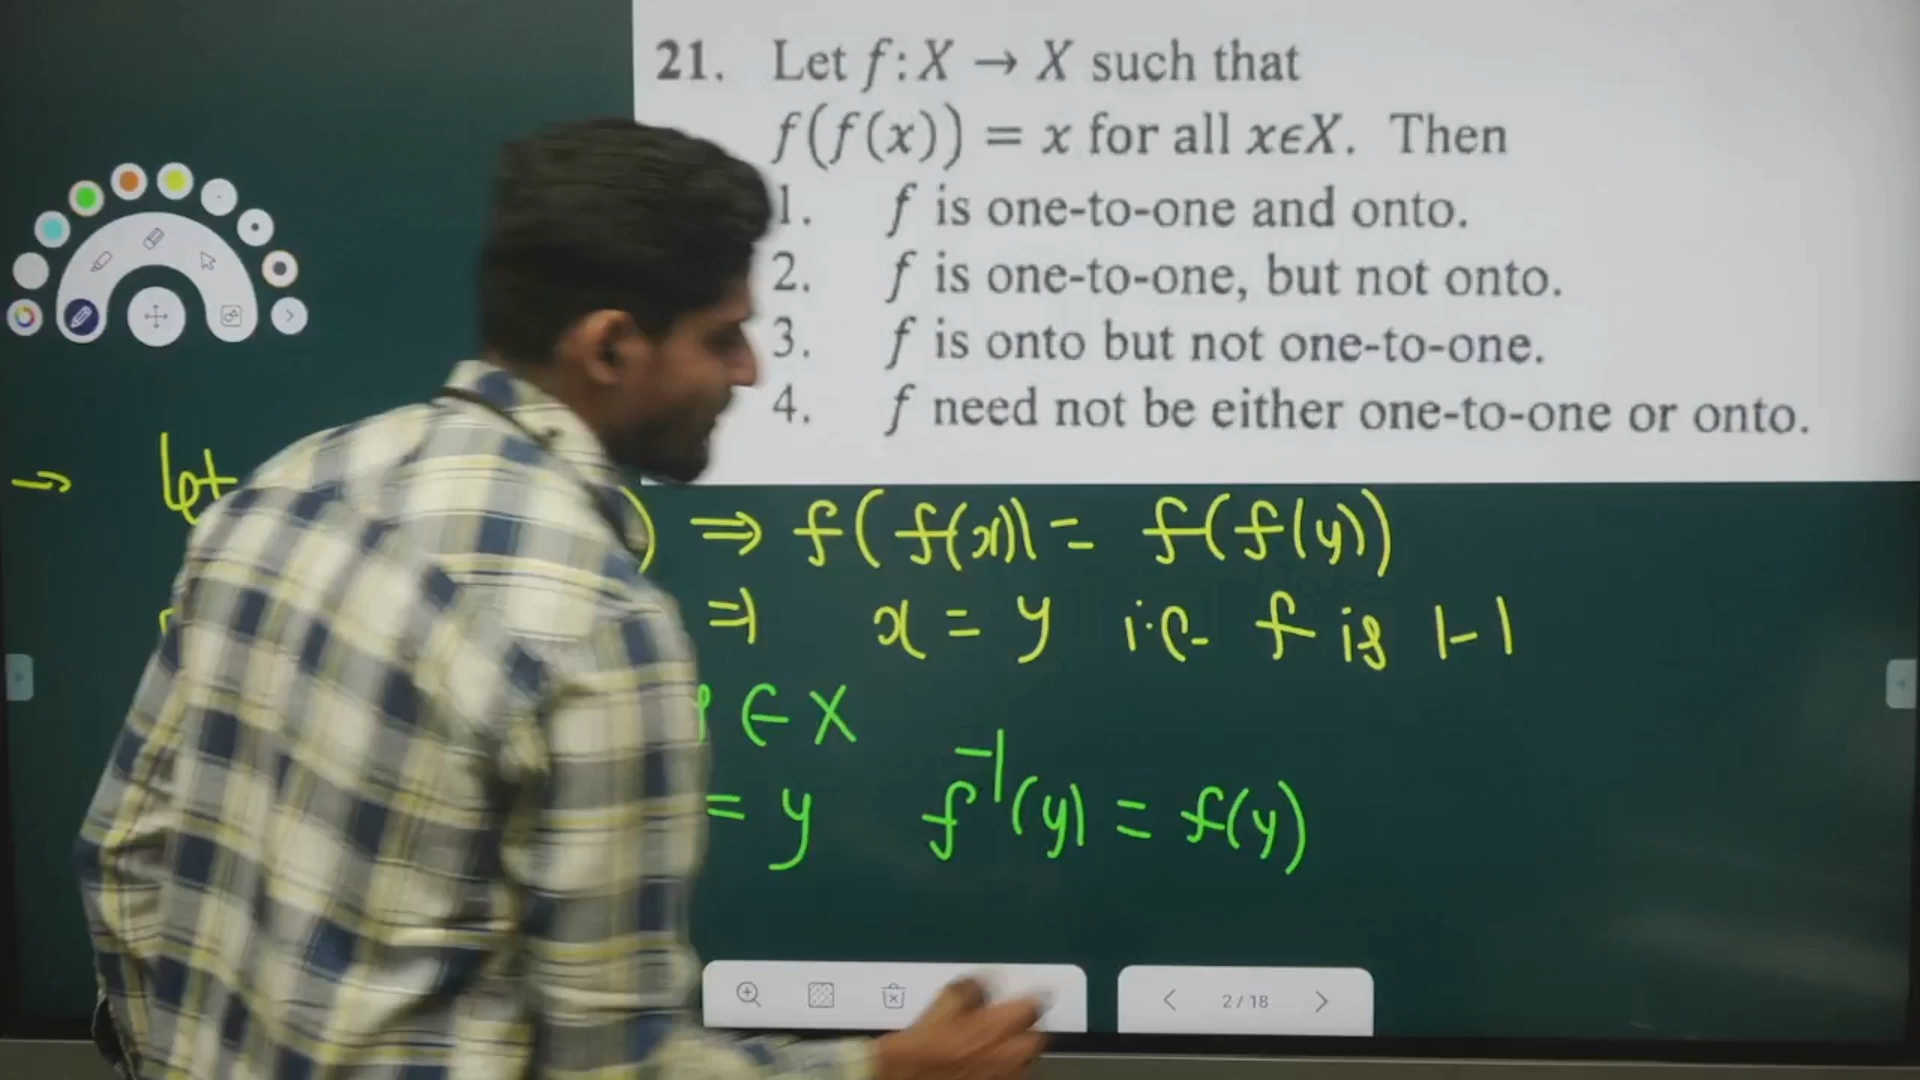 21. Let f : X → X such that
f(f(x)) = x for all xϵX. Then
1. f is one-to-one and onto.
2. f is one-to-one, but not onto.
3. f is onto but not one-to-one.
4. f need not be either one-to-one or onto.
→ let ) ⇒ f(f(x)) = f(f(y))
⇒ x = y i.e. f is 1-1
∈ X
= y f⁻¹(y) = f(y)
2 / 18